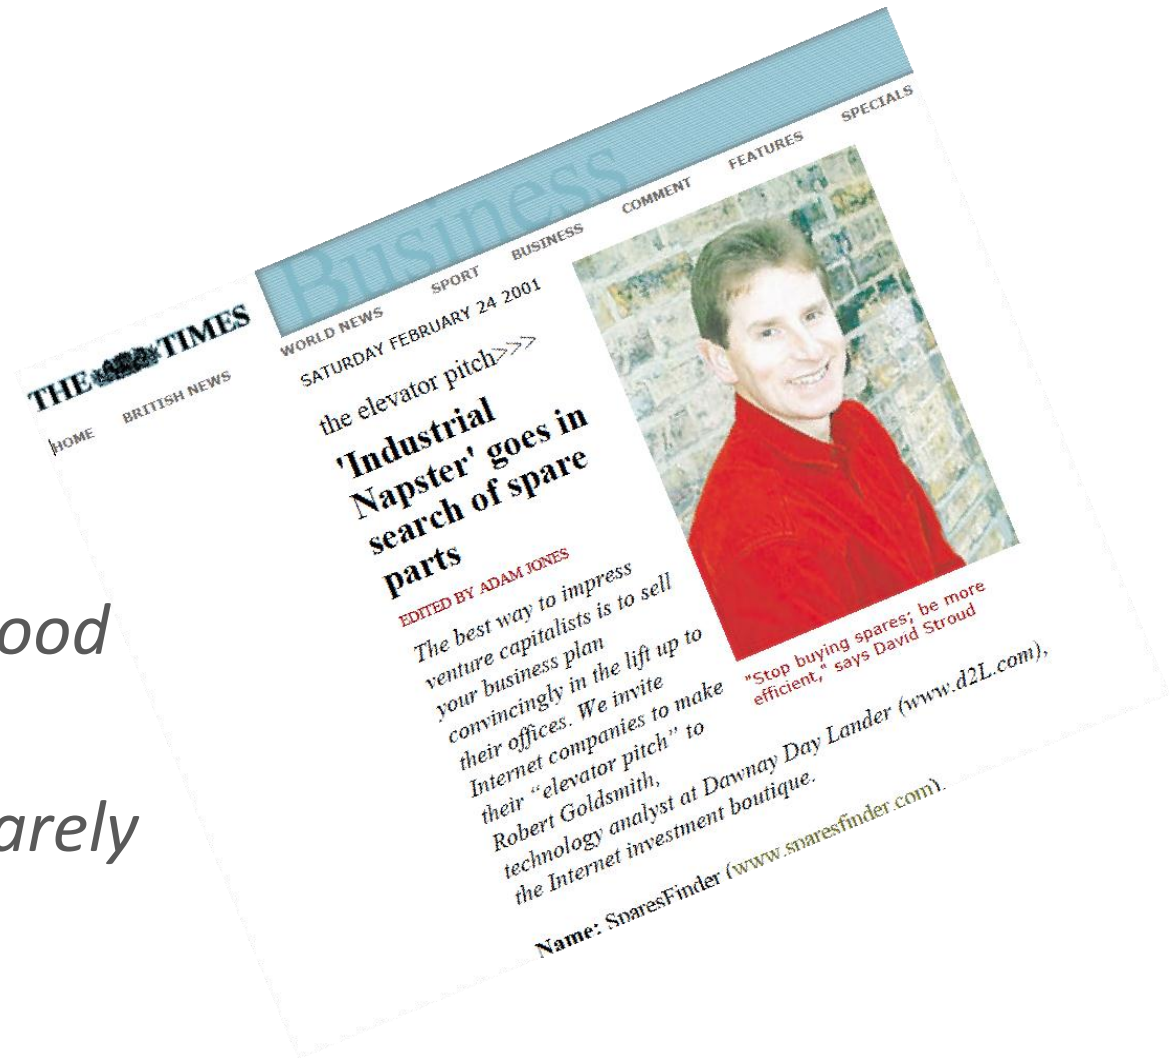 Business
THE TIMES
HOME
BRITISH NEWS
WORLD NEWS
SPORT
BUSINESS
COMMENT
FEATURES
SPECIALS
SATURDAY FEBRUARY 24 2001
the elevator pitch>>>
'Industrial
Napster' goes in
search of spare
parts
EDITED BY ADAM JONES
The best way to impress
venture capitalists is to sell
your business plan
convincingly in the lift up to
their offices. We invite
Internet companies to make
their “elevator pitch” to
Robert Goldsmith,
technology analyst at Dawnay Day Lander (www.d2L.com),
the Internet investment boutique.
Name: SparesFinder (www.sparesfinder.com).
"Stop buying spares; be more
efficient," says David Stroud
ood
arely